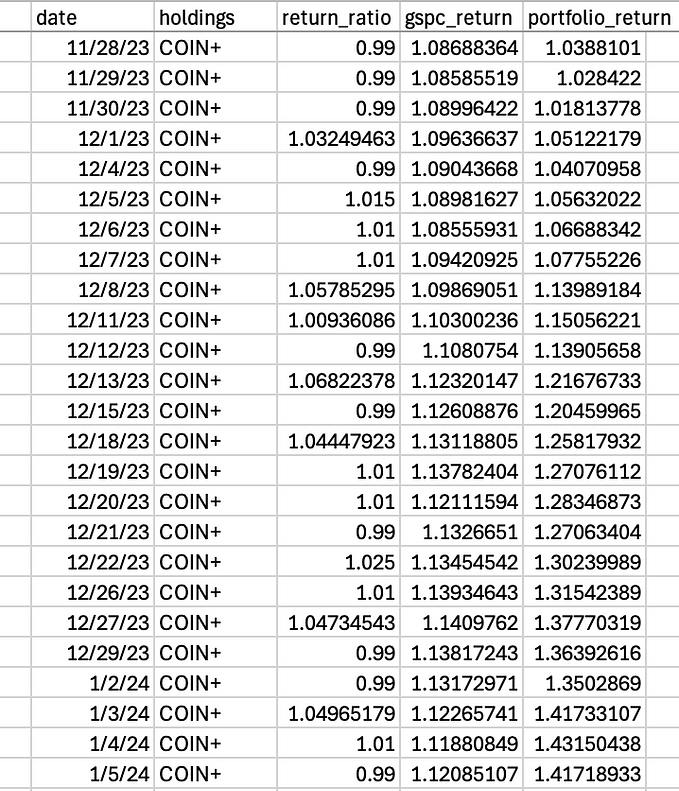 date holdings return_ratio gspc_return portfolio_return
11/28/23 COIN+ 0.99 1.08688364 1.0388101
11/29/23 COIN+ 0.99 1.08585519 1.028422
11/30/23 COIN+ 0.99 1.08996422 1.01813778
12/1/23 COIN+ 1.03249463 1.09636637 1.05122179
12/4/23 COIN+ 0.99 1.09043668 1.04070958
12/5/23 COIN+ 1.015 1.08981627 1.05632022
12/6/23 COIN+ 1.01 1.08555931 1.06688342
12/7/23 COIN+ 1.01 1.09420925 1.07755226
12/8/23 COIN+ 1.05785295 1.09869051 1.13989184
12/11/23 COIN+ 1.00936086 1.10300236 1.15056221
12/12/23 COIN+ 0.99 1.1080754 1.13905658
12/13/23 COIN+ 1.06822378 1.12320147 1.21676733
12/15/23 COIN+ 0.99 1.12608876 1.20459965
12/18/23 COIN+ 1.04447923 1.13118805 1.25817932
12/19/23 COIN+ 1.01 1.13782404 1.27076112
12/20/23 COIN+ 1.01 1.12111594 1.28346873
12/21/23 COIN+ 0.99 1.1326651 1.27063404
12/22/23 COIN+ 1.025 1.13454542 1.30239989
12/26/23 COIN+ 1.01 1.13934643 1.31542389
12/27/23 COIN+ 1.04734543 1.1409762 1.37770319
12/29/23 COIN+ 0.99 1.13817243 1.36392616
1/2/24 COIN+ 0.99 1.13172971 1.3502869
1/3/24 COIN+ 1.04965179 1.12265741 1.41733107
1/4/24 COIN+ 1.01 1.11880849 1.43150438
1/5/24 COIN+ 0.99 1.12085107 1.41718933